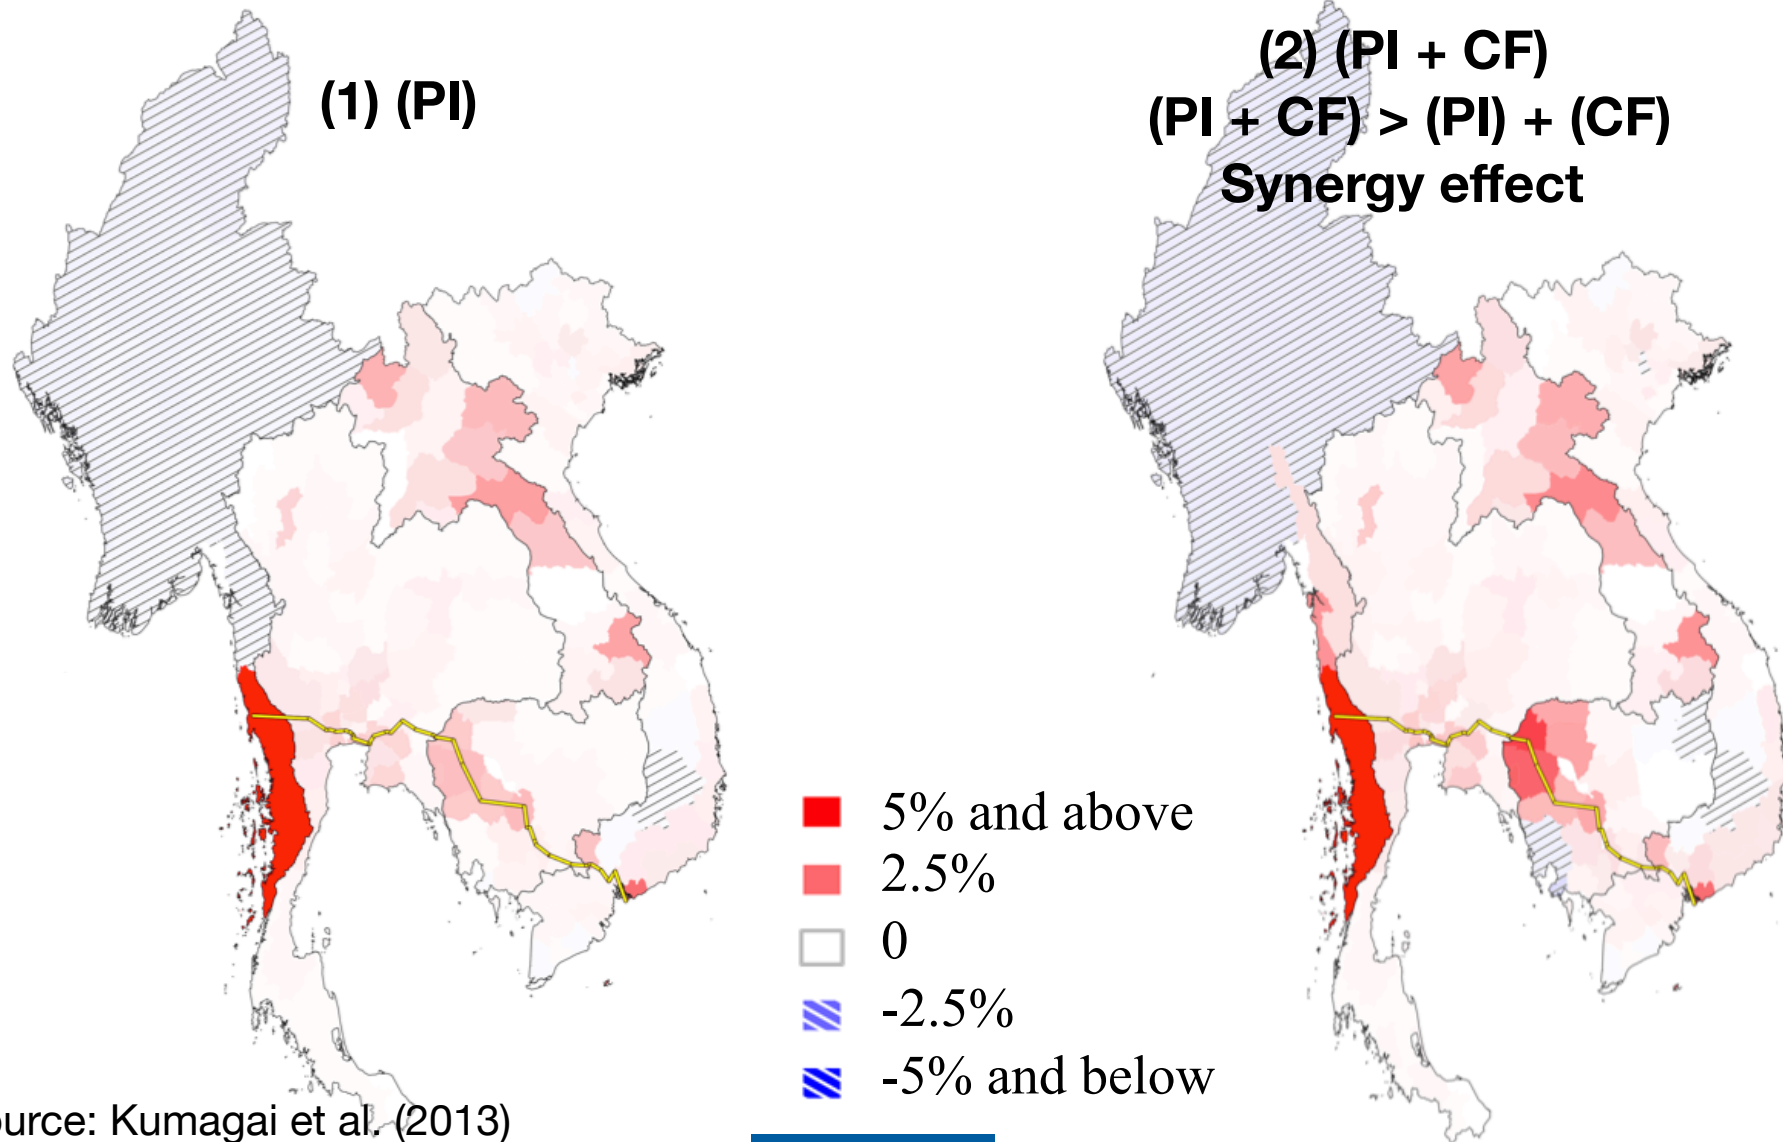 (1) (PI)
(2) (PI + CF)
(PI + CF) > (PI) + (CF)
Synergy effect
5% and above
2.5%
0
-2.5%
-5% and below
ource: Kumagai et al. (2013)